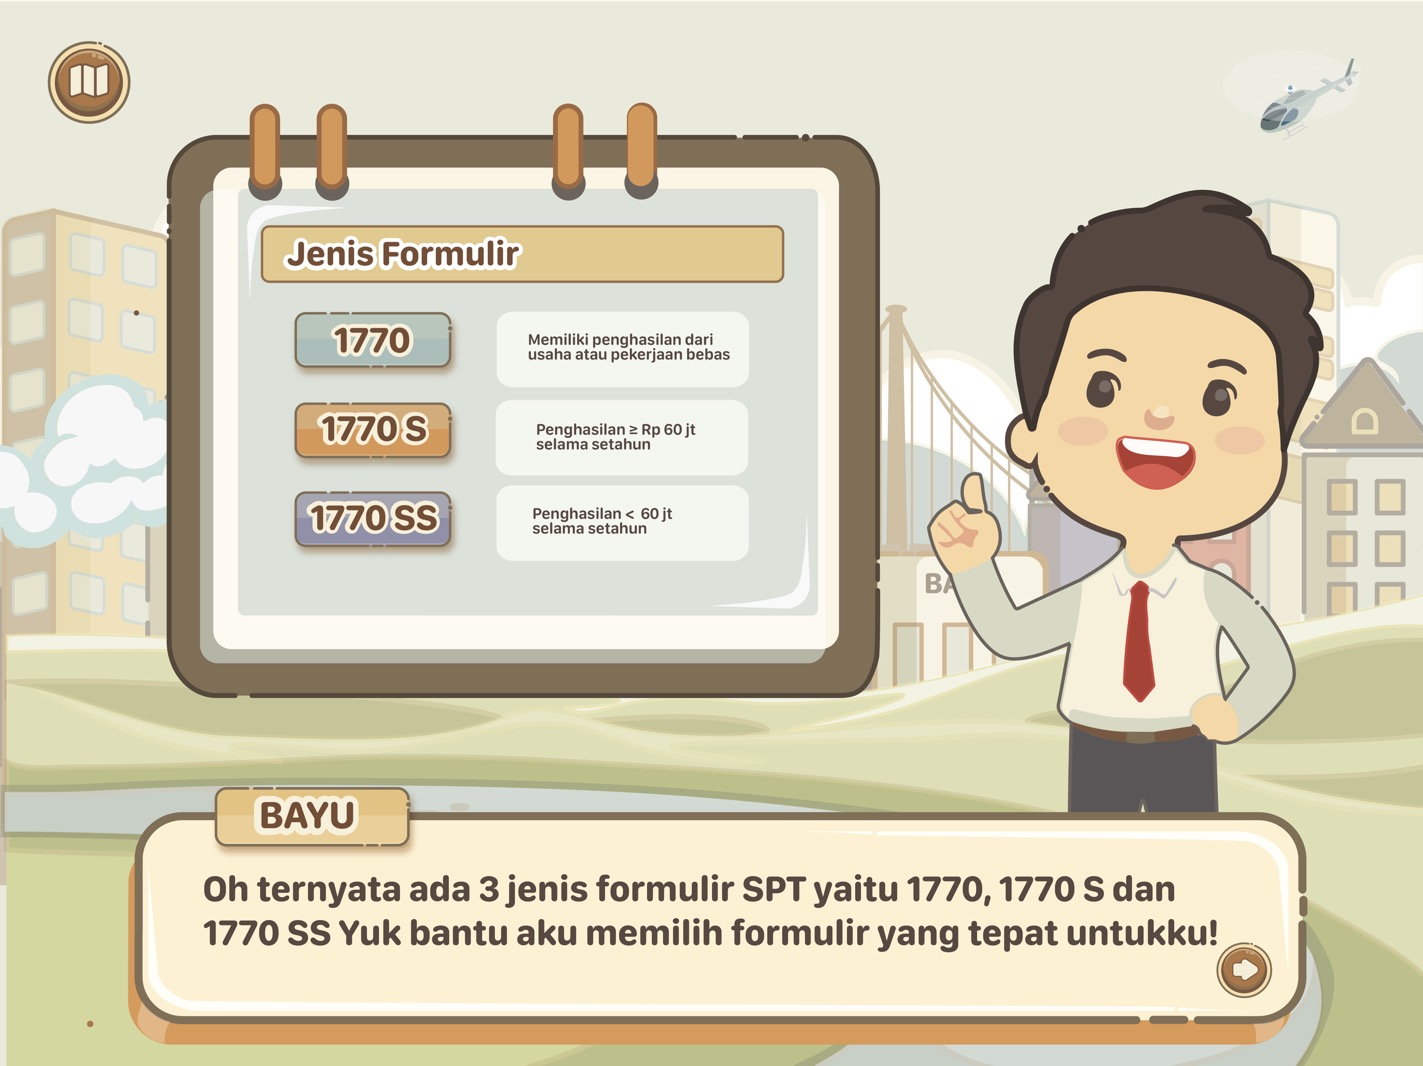 Jenis Formulir
1770
Memiliki penghasilan dari
usaha atau pekerjaan bebas
1770 S
Penghasilan ≥ Rp 60 jt
selama setahun
1770 SS
Penghasilan < 60 jt
selama setahun
BA
BAYU
Oh ternyata ada 3 jenis formulir SPT yaitu 1770, 1770 S dan
1770 SS Yuk bantu aku memilih formulir yang tepat untukku!